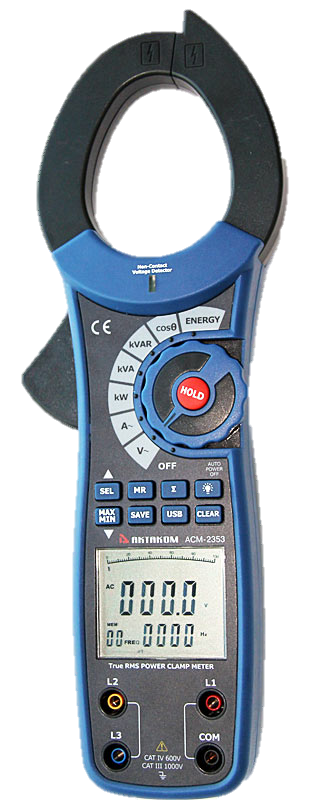 Non-Contact
Voltage Detector
CE
cosθ
ENERGY
kVAR
kVA
kW
A~
V~
HOLD
OFF
AUTO
POWER
OFF
SEL
MR
Σ
MAX
MIN
SAVE
USB
CLEAR
AKTAKOM ACM-2353
AC
000.0
V
MEM
00 FREQ 0000 Hz
True RMS POWER CLAMP METER
L2
L1
L3
COM
CAT IV 600V
CAT III 1000V